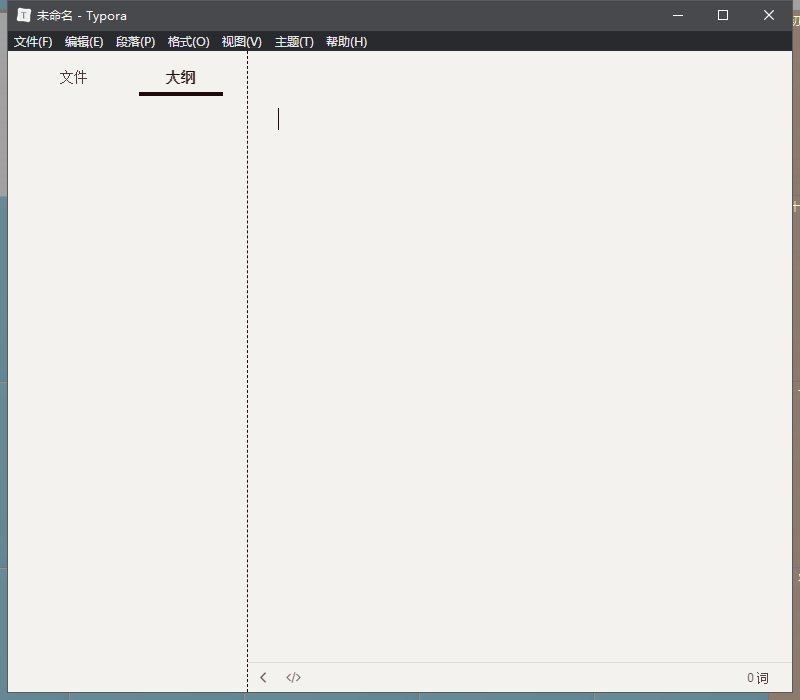 未命名 - Typora
文件(F) 编辑(E) 段落(P) 格式(O) 视图(V) 主题(T) 帮助(H)
文件 大纲
</> 0 词